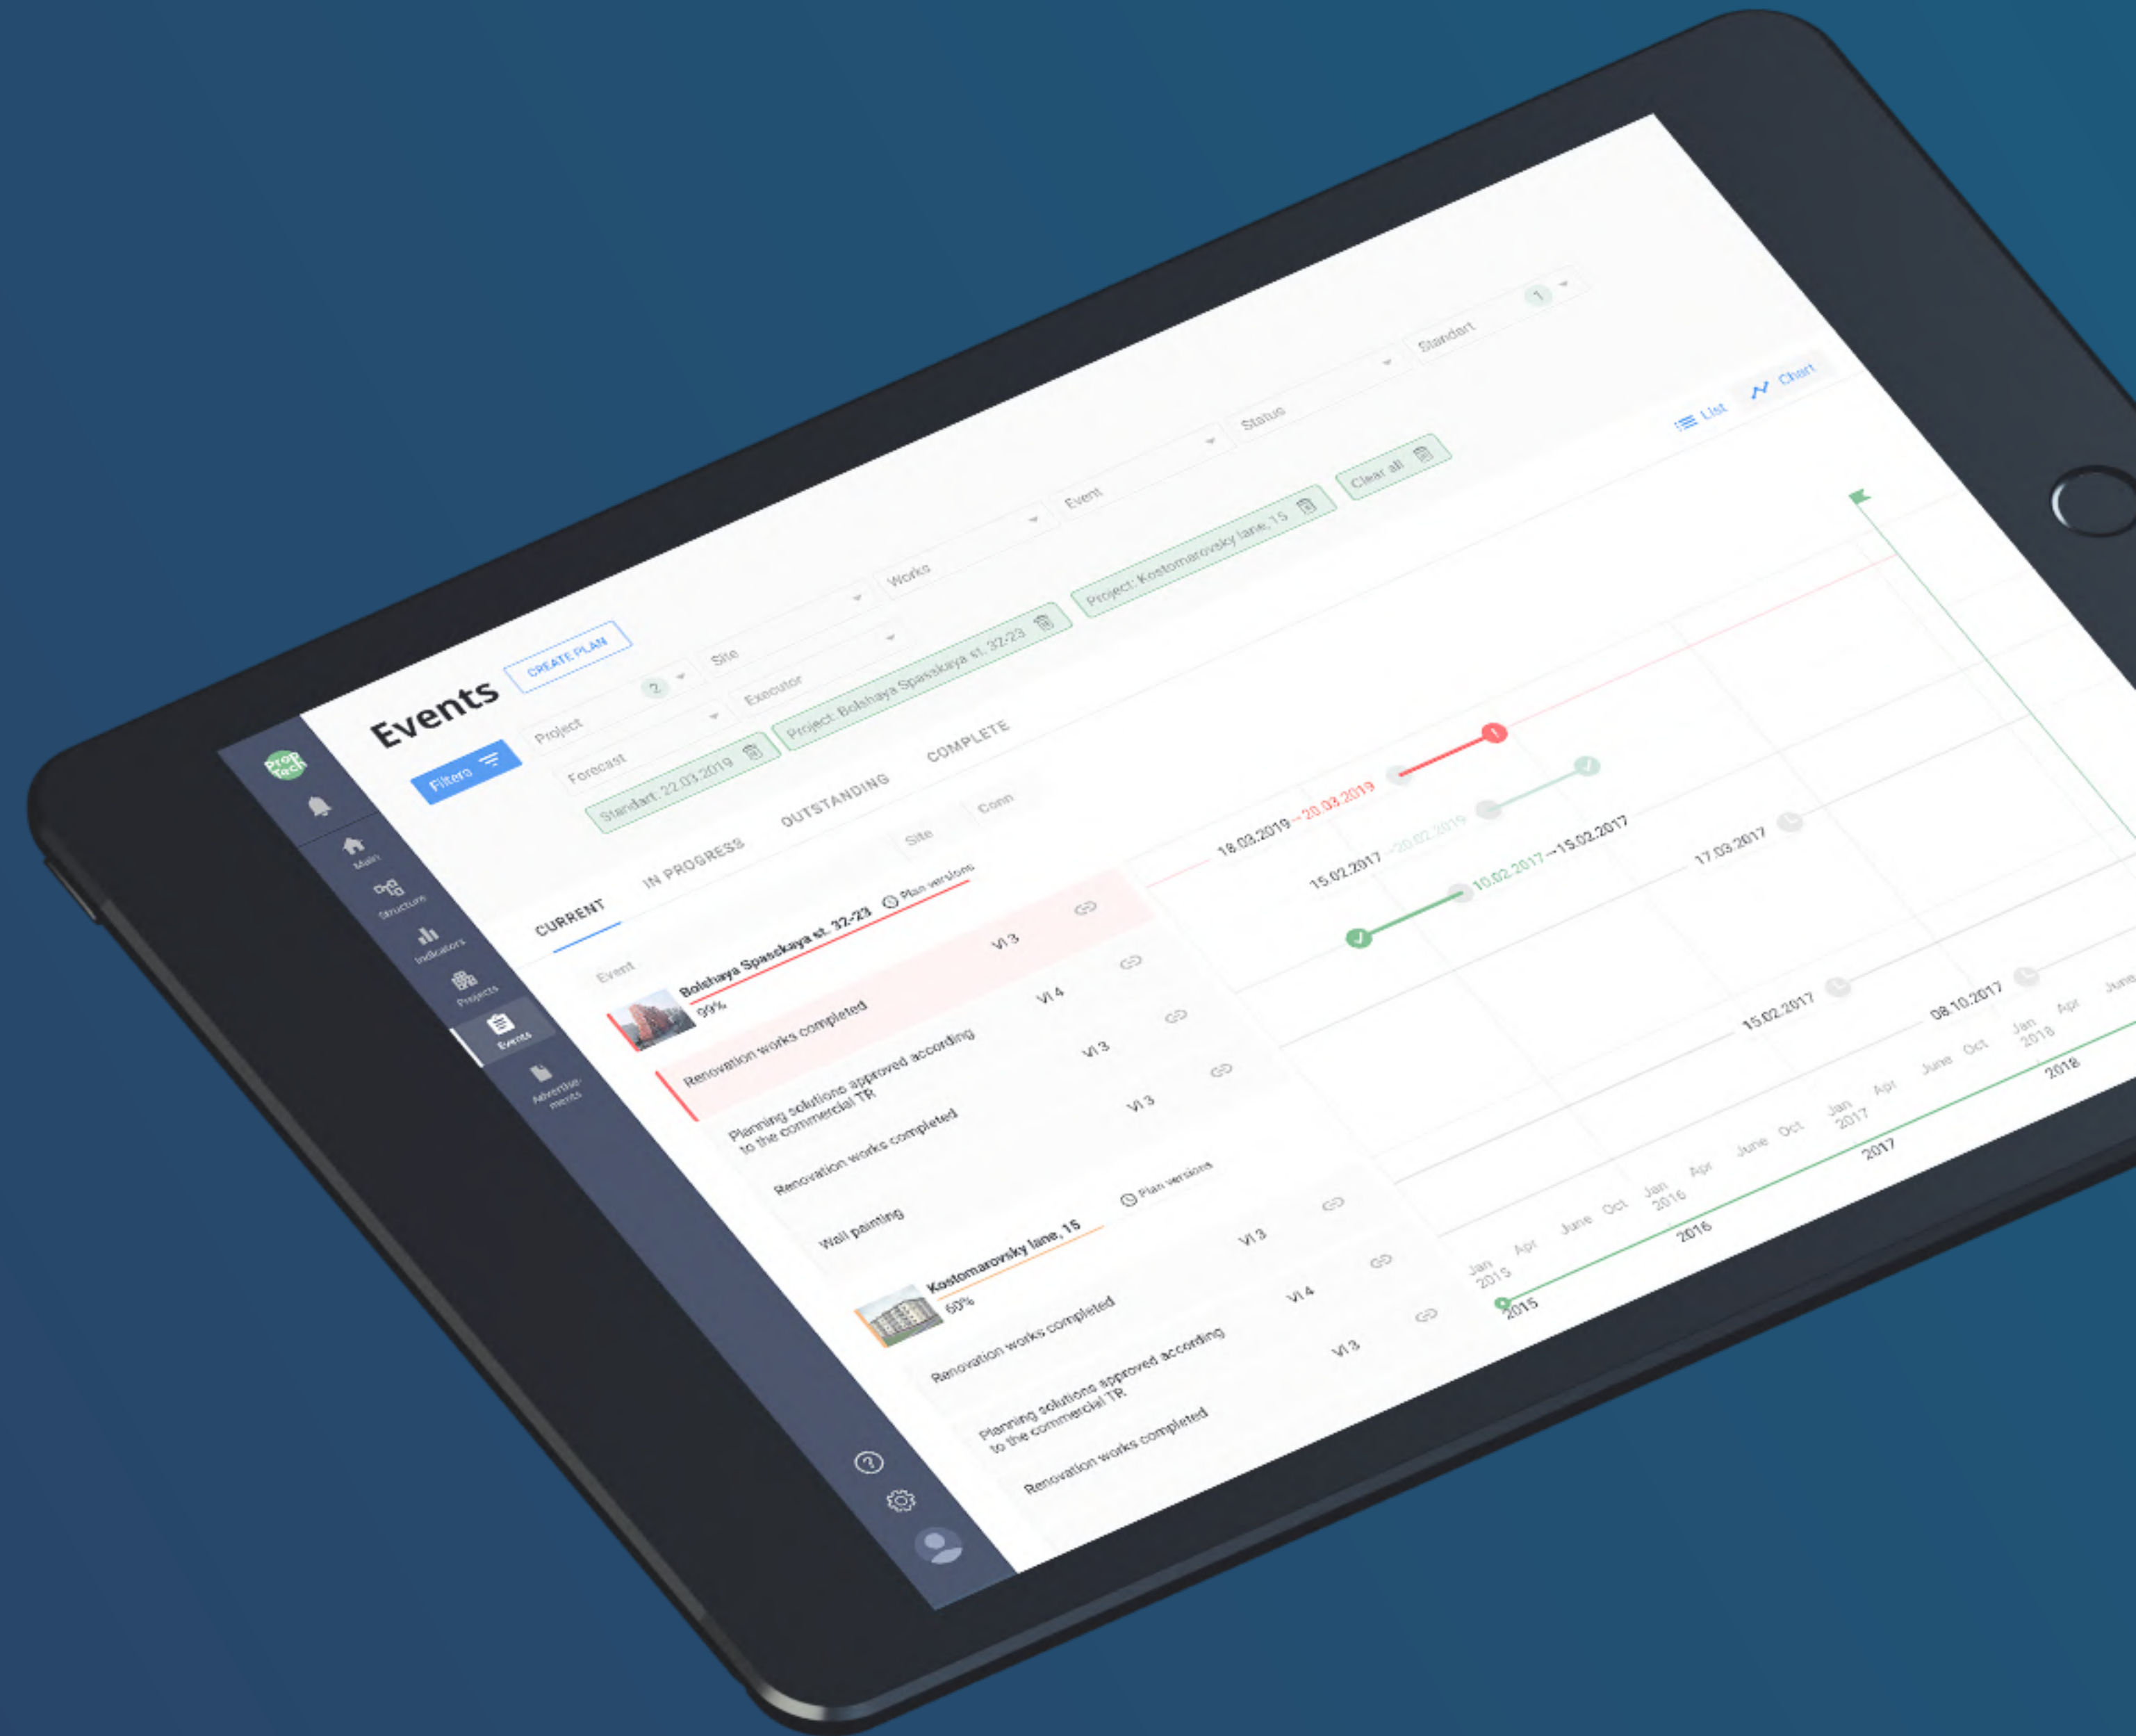 Prop
Tech
Main
Structure
Indicators
Projects
Events
Advertise-
ments
Events
CREATE PLAN
Filters
Project 2
Site
Works
Event
Status
Standart 1
Forecast
Executor
Standart: 22.03.2019
Project: Bolshaya Spasskaya st. 32-23
Project: Kostomarovsky lane, 15
Clear all
List
Chart
CURRENT
IN PROGRESS
OUTSTANDING
COMPLETE
Event
Site
Conn
Bolshaya Spasskaya st. 32-23
Plan versions
99%
Renovation works completed
VI 3
Planning solutions approved according
to the commercial TR
VI 4
Renovation works completed
VI 3
Wall painting
VI 3
Kostomarovsky lane, 15
Plan versions
60%
Renovation works completed
VI 3
Planning solutions approved according
to the commercial TR
VI 4
Renovation works completed
VI 3
18.03.2019→20.03.2019
15.02.2017→20.02.2019
10.02.2017→15.02.2017
17.03.2017
15.02.2017
08.10.2017
Jan
2015
Apr
June
Oct
Jan
2016
Apr
June
Oct
Jan
2017
Apr
June
Oct
Jan
2018
Apr
June
2015
2016
2017
2018